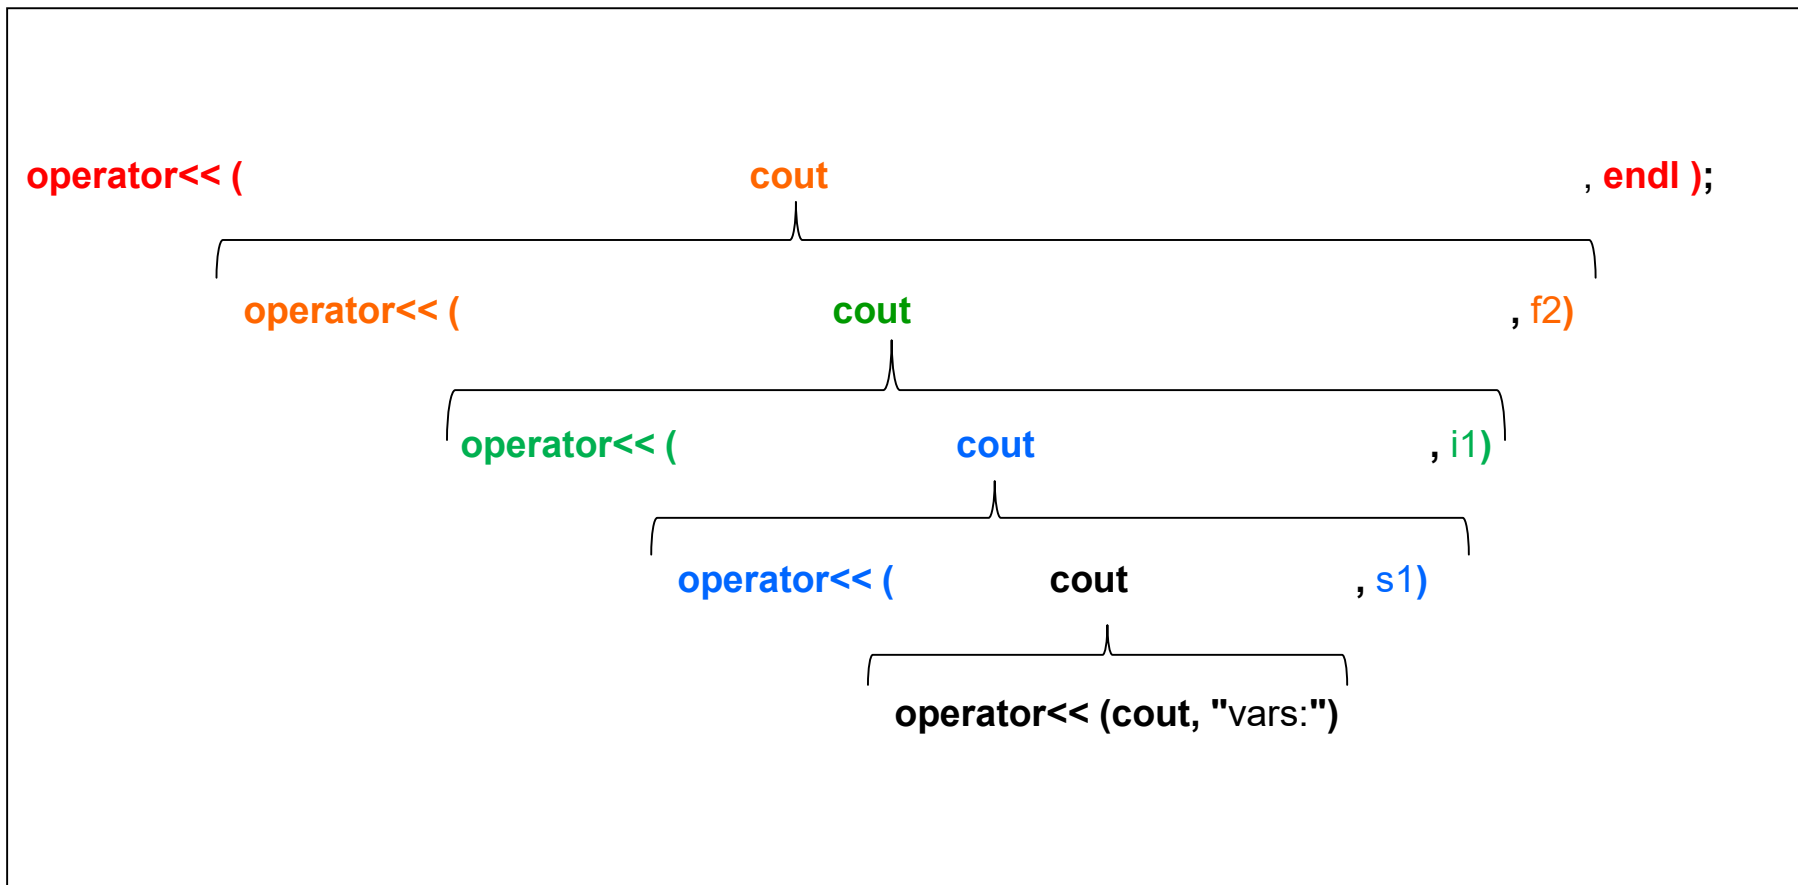 operator<< ( cout , endl );
operator<< ( cout , f2)
operator<< ( cout , i1)
operator<< ( cout , s1)
operator<< (cout, "vars:")